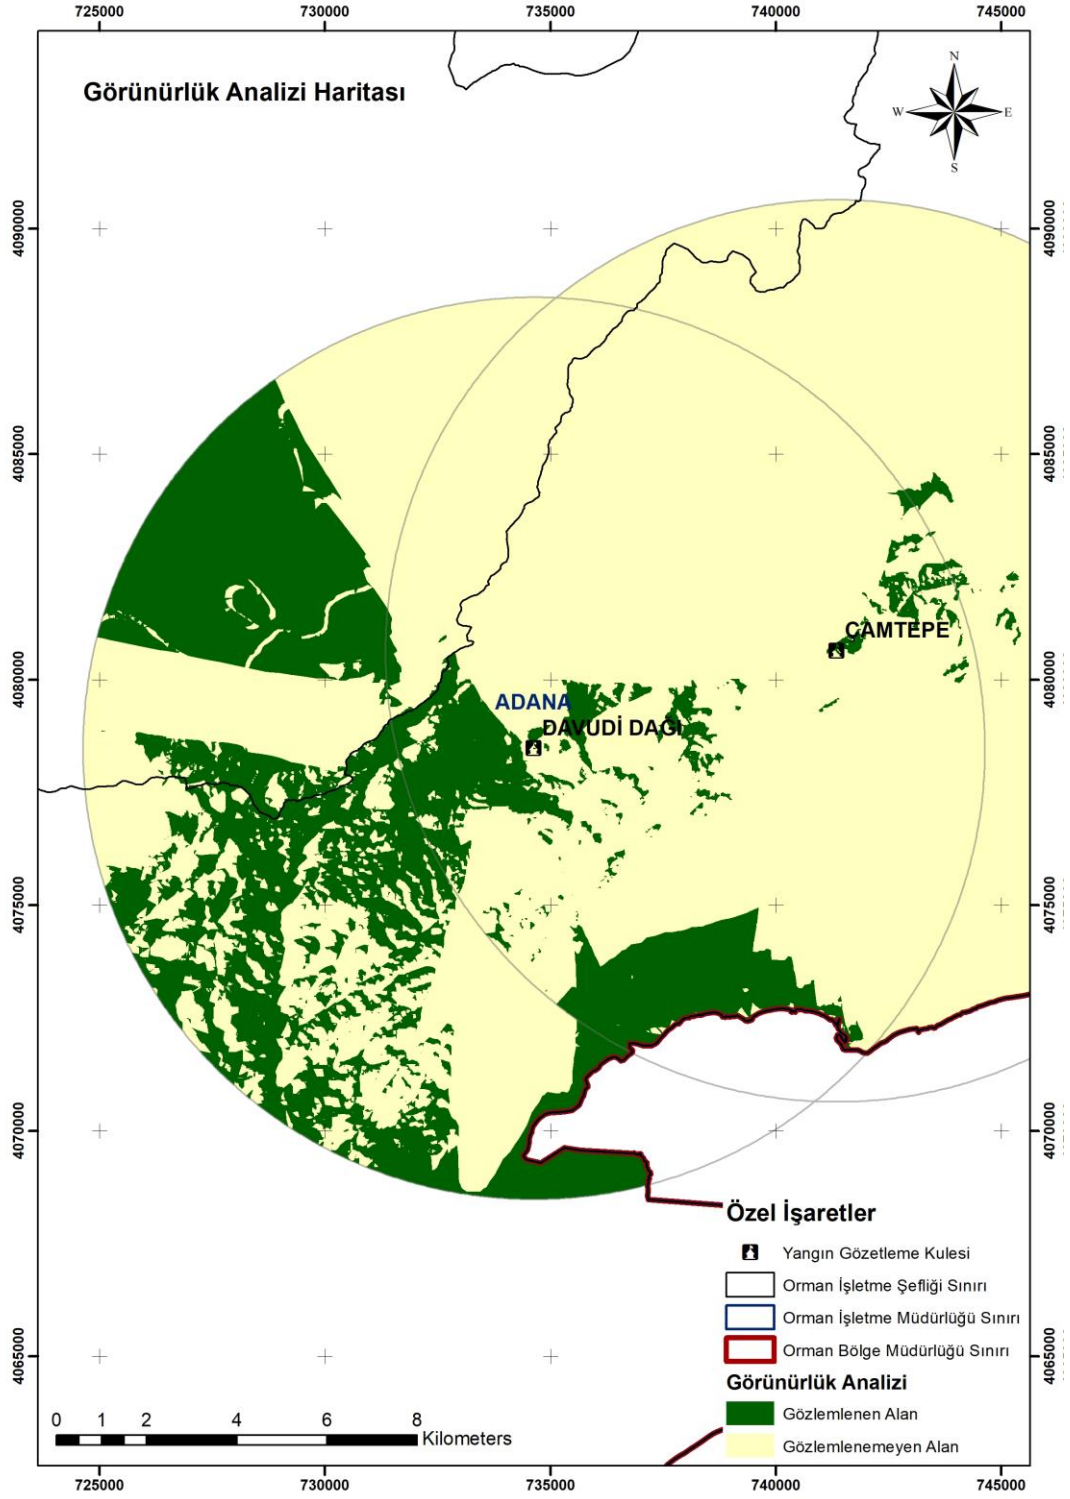 725000 730000 735000 740000 745000
Görünürlük Analizi Haritası
N
W E
S
4090000
4085000
4080000
4075000
4070000
4065000
4090000
4085000
4080000
4075000
4070000
4065000
ÇAMTEPE
ADANA
DAVUDİ DAĞI
Özel İşaretler
Yangın Gözetleme Kulesi
Orman İşletme Şefliği Sınırı
Orman İşletme Müdürlüğü Sınırı
Orman Bölge Müdürlüğü Sınırı
Görünürlük Analizi
Gözlemlenen Alan
Gözlemlenemeyen Alan
0 1 2 4 6 8
Kilometers
725000 730000 735000 740000 745000